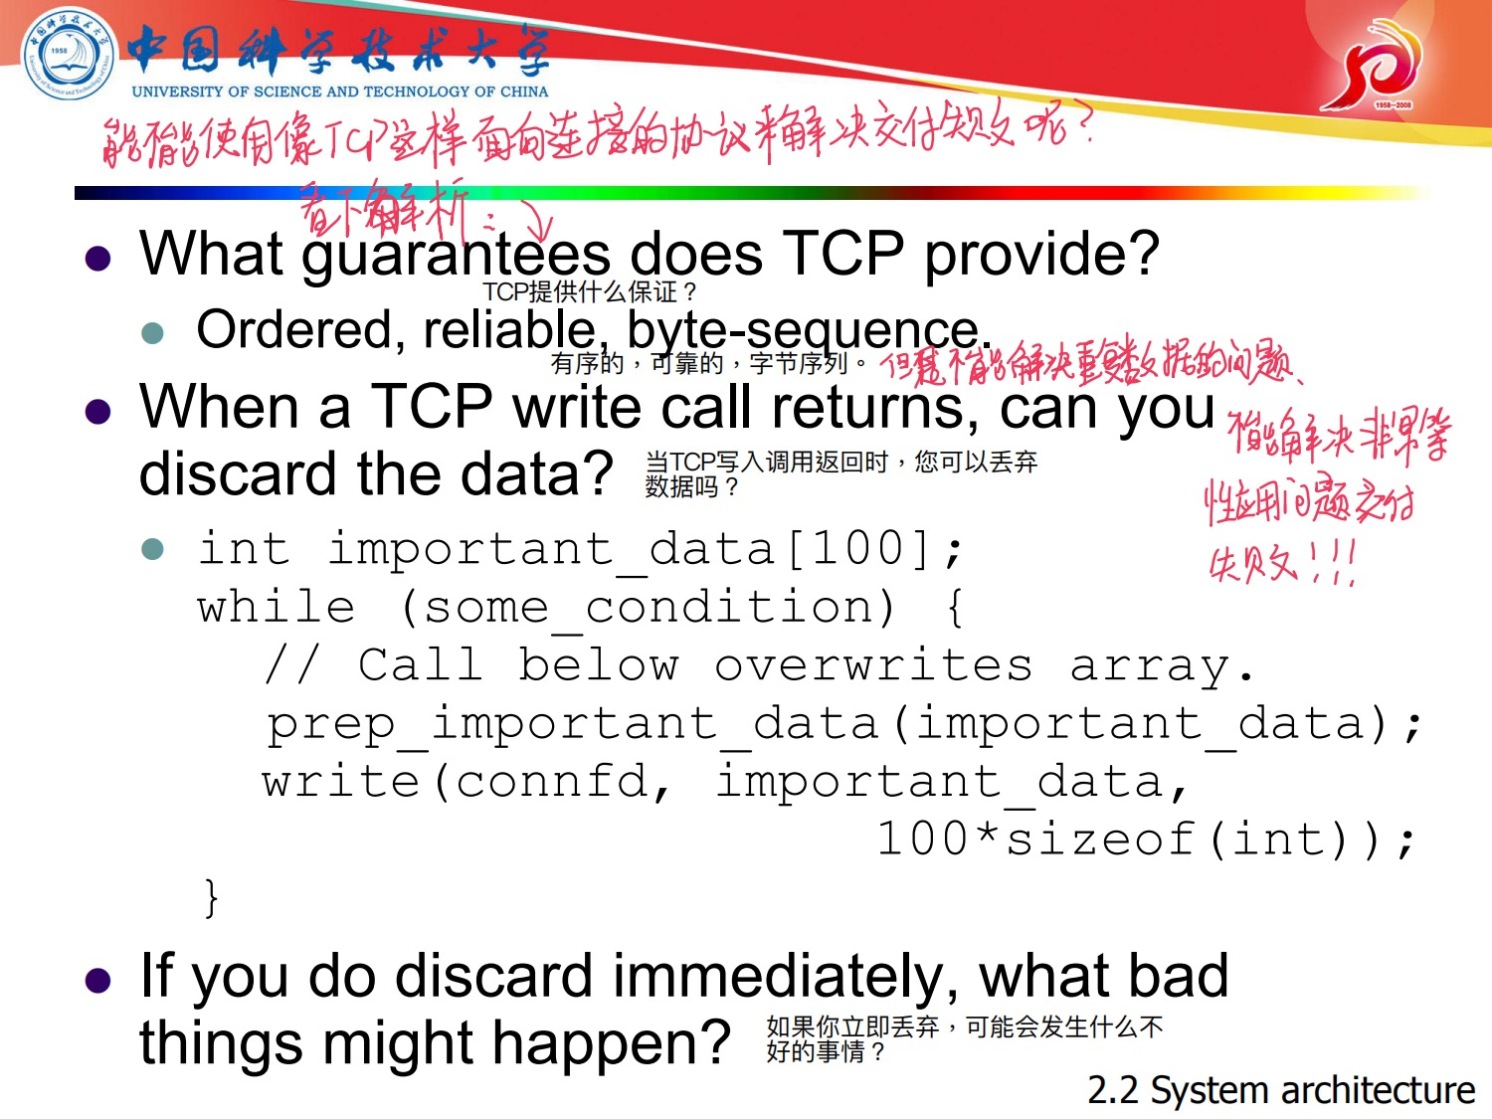 中国科学技术大学
UNIVERSITY OF SCIENCE AND TECHNOLOGY OF CHINA
1958
1958-2008
能不能使用像TCP这样面向连接的协议来解决交付失败呢？
看下解析：
What guarantees does TCP provide?
TCP提供什么保证？
Ordered, reliable, byte-sequence.
有序的，可靠的，字节序列。
但是不能解决重复数据的问题、
When a TCP write call returns, can you
不能解决非幂等
discard the data?
当TCP写入调用返回时，您可以丢弃
数据吗？
性应用问题交付
失败!!!
int important_data[100];
while (some_condition) {
// Call below overwrites array.
prep_important_data(important_data);
write(connfd, important_data,
100*sizeof(int));
}
If you do discard immediately, what bad
things might happen?
如果你立即丢弃，可能会发生什么不
好的事情？
2.2 System architecture